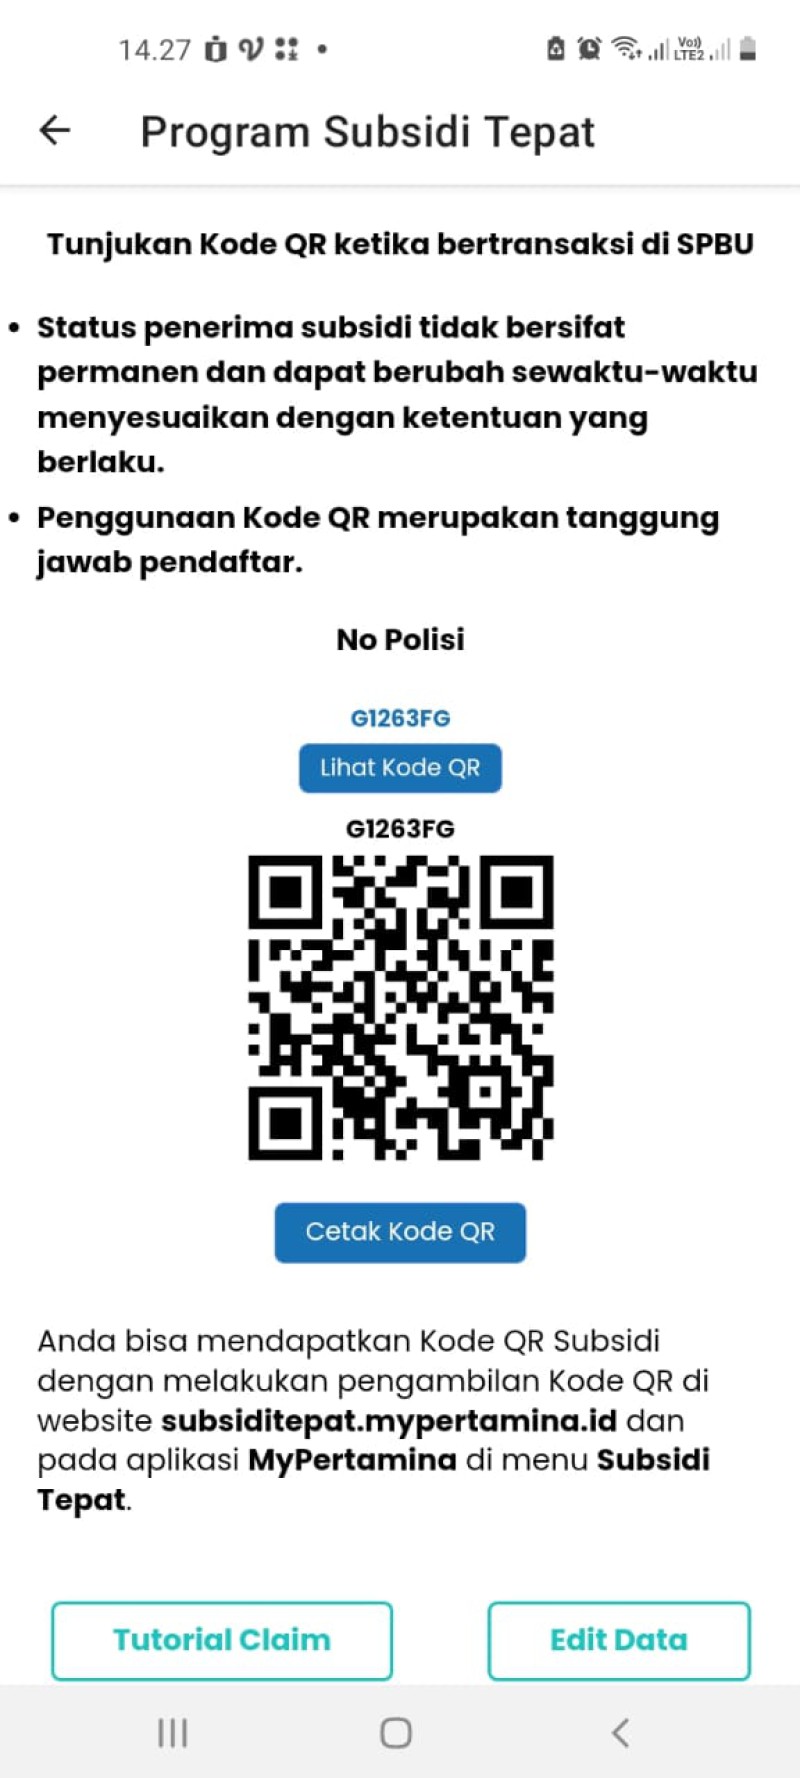 14.27
Vo))
LTE2
Program Subsidi Tepat
Tunjukan Kode QR ketika bertransaksi di SPBU
• Status penerima subsidi tidak bersifat
permanen dan dapat berubah sewaktu-waktu
menyesuaikan dengan ketentuan yang
berlaku.
• Penggunaan Kode QR merupakan tanggung
jawab pendaftar.
No Polisi
G1263FG
Lihat Kode QR
G1263FG
Cetak Kode QR
Anda bisa mendapatkan Kode QR Subsidi
dengan melakukan pengambilan Kode QR di
website subsiditepat.mypertamina.id dan
pada aplikasi MyPertamina di menu Subsidi
Tepat.
Tutorial Claim
Edit Data